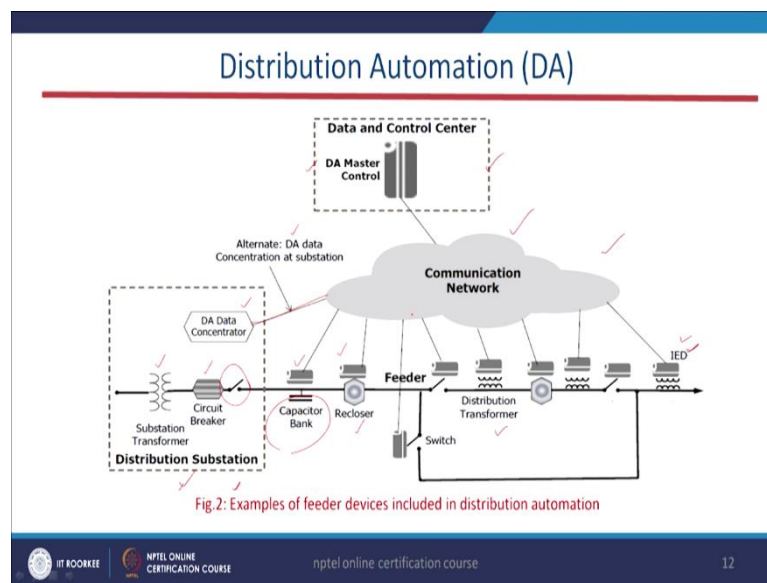 Distribution Automation (DA)
Data and Control Center
DA Master
Control
Alternate: DA data
Concentration at substation
Communication
Network
DA Data
Concentrator
IED
Feeder
Circuit
Breaker
Capacitor
Bank
Recloser
Distribution
Transformer
Substation
Transformer
Switch
Distribution Substation
Fig.2: Examples of feeder devices included in distribution automation
IIT ROORKEE
NPTEL ONLINE
CERTIFICATION COURSE
nptel online certification course
12